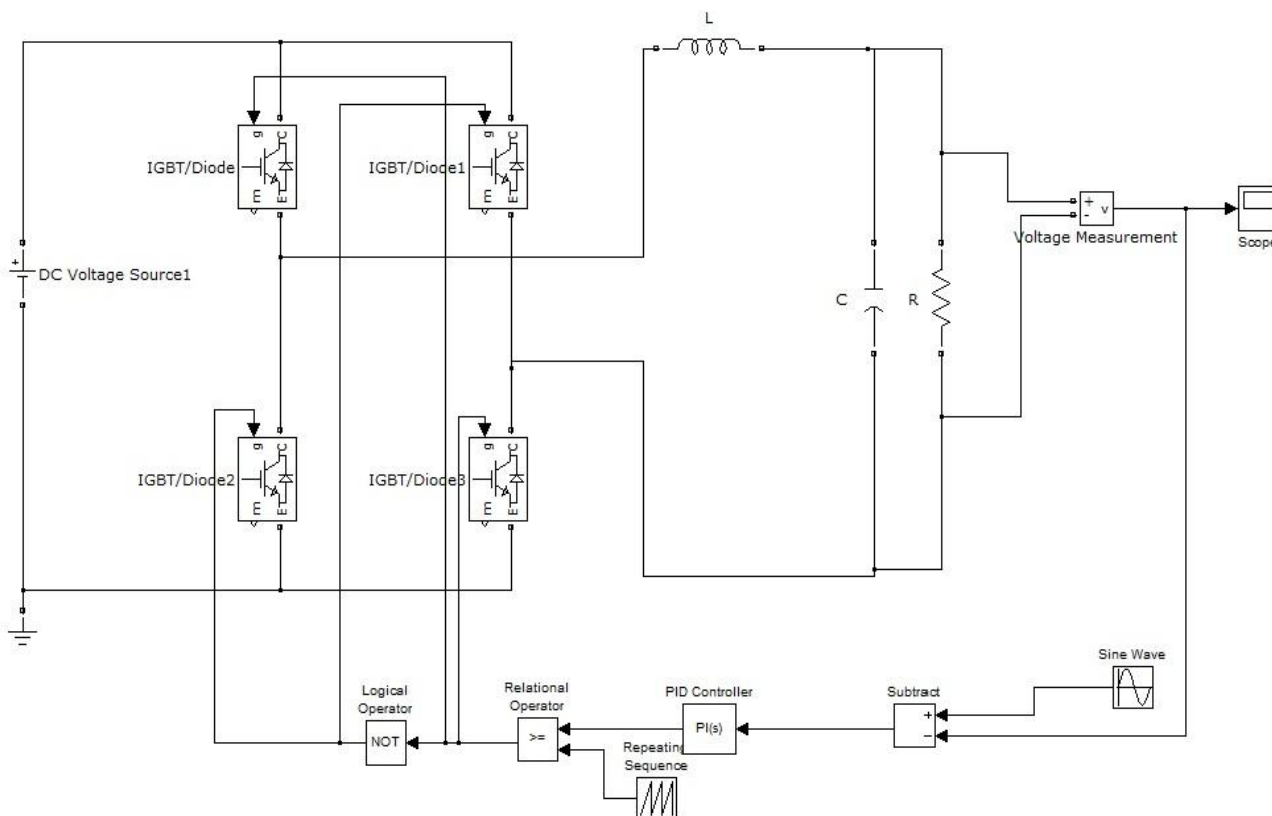 L
g C
IGBT/Diode
m E
g C
IGBT/Diode1
m E
+
DC Voltage Source1
+
-
v
Voltage Measurement
Scope
C
R
g C
IGBT/Diode2
m E
g C
IGBT/Diode3
m E
Sine Wave
Logical
Operator
NOT
Relational
Operator
>=
PID Controller
PI(s)
Subtract
+
−
Repeating
Sequence